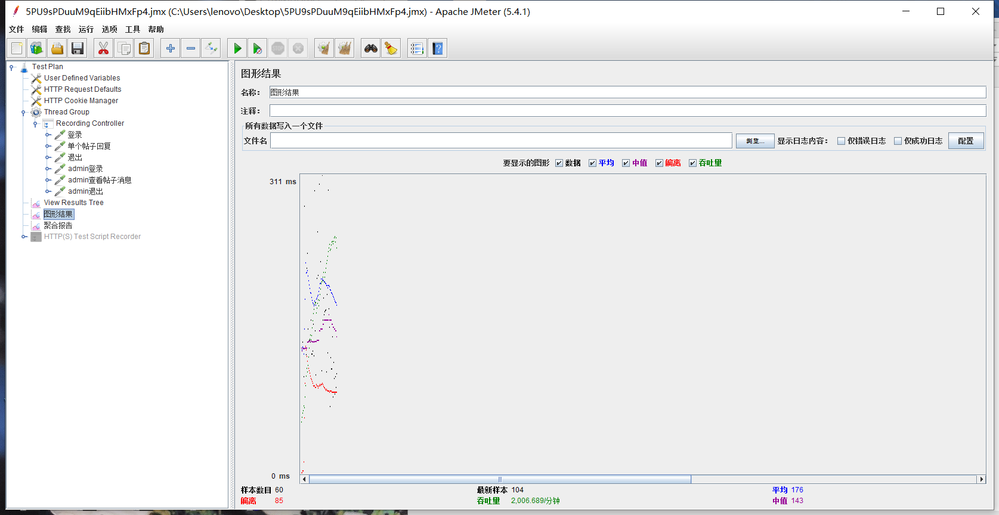 5PU9sPDuuM9qEiibHMxFp4.jmx (C:\Users\lenovo\Desktop\5PU9sPDuuM9qEiibHMxFp4.jmx) - Apache JMeter (5.4.1)
文件 编辑 查找 运行 选项 工具 帮助
Test Plan
User Defined Variables
HTTP Request Defaults
HTTP Cookie Manager
Thread Group
Recording Controller
登录
单个帖子回复
退出
admin登录
admin查看帖子消息
admin退出
View Results Tree
图形结果
聚合报告
HTTP(S) Test Script Recorder
图形结果
名称： 图形结果
注释：
所有数据写入一个文件
文件名 浏览... 显示日志内容： 仅错误日志 仅成功日志 配置
要显示的图形 数据 平均 中值 偏离 吞吐量
311 ms
0 ms
样本数目 60 最新样本 104 平均 176
偏离 85 吞吐量 2,006.689/分钟 中值 143